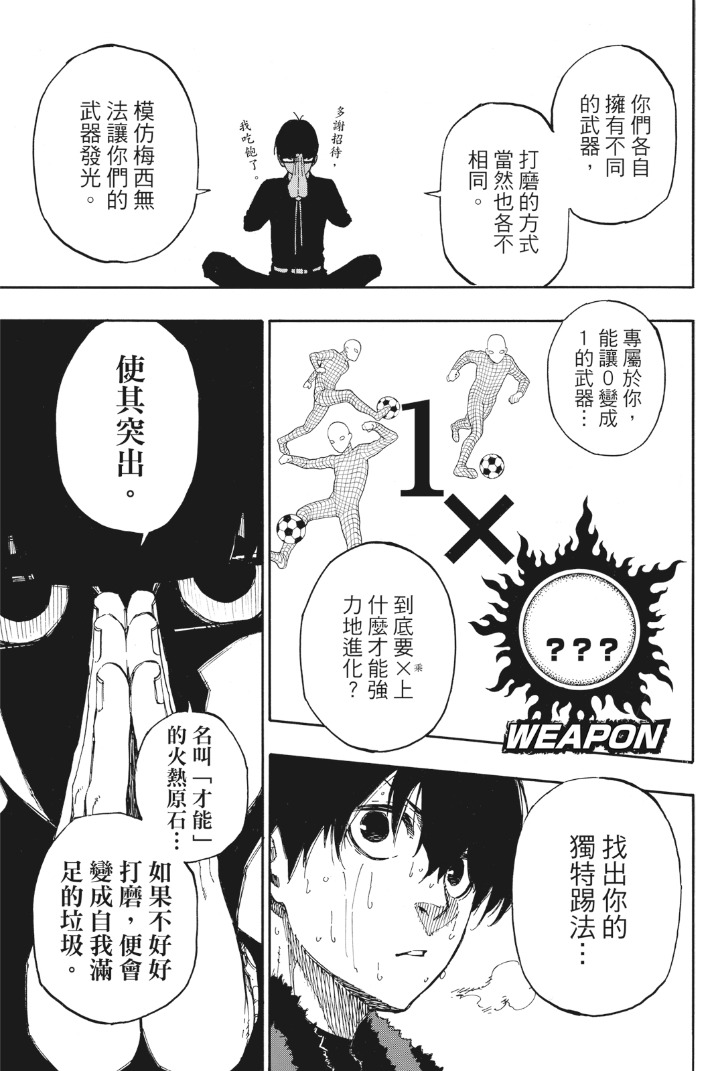 你們各自
擁有不同
的武器，
打磨的方式
當然也各不
相同。
多謝招待，
我吃飽了。
模仿梅西無
法讓你們的
武器發光。
專屬於你，
能讓0變成
1的武器…
1×
???
WEAPON
到底要×上
乘
什麼才能強
力地進化？
找出你的
獨特踢法…
使其突出。
名叫「才能」
的火熱原石…
如果不好好
打磨，便會
變成自我滿
足的垃圾。